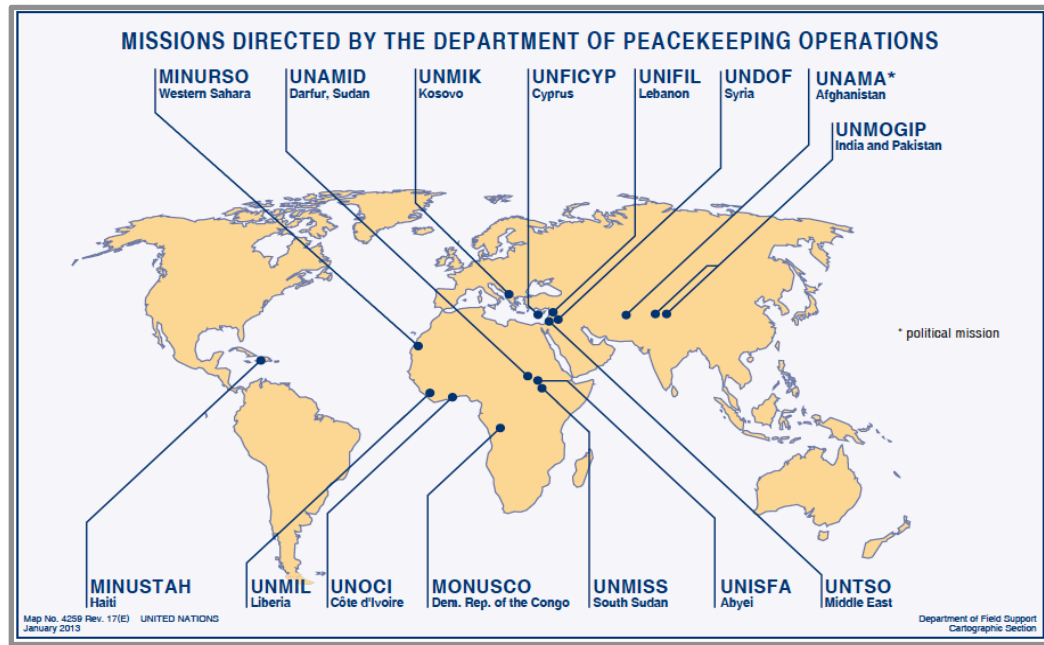 MISSIONS DIRECTED BY THE DEPARTMENT OF PEACEKEEPING OPERATIONS
MINURSO
Western Sahara
UNAMID
Darfur, Sudan
UNMIK
Kosovo
UNFICYP
Cyprus
UNIFIL
Lebanon
UNDOF
Syria
UNAMA*
Afghanistan
UNMOGIP
India and Pakistan
* political mission
MINUSTAH
Haiti
UNMIL
Liberia
UNOCI
Côte d'Ivoire
MONUSCO
Dem. Rep. of the Congo
UNMISS
South Sudan
UNISFA
Abyei
UNTSO
Middle East
Map No. 4259 Rev. 17(E) UNITED NATIONS
January 2013
Department of Field Support
Cartographic Section